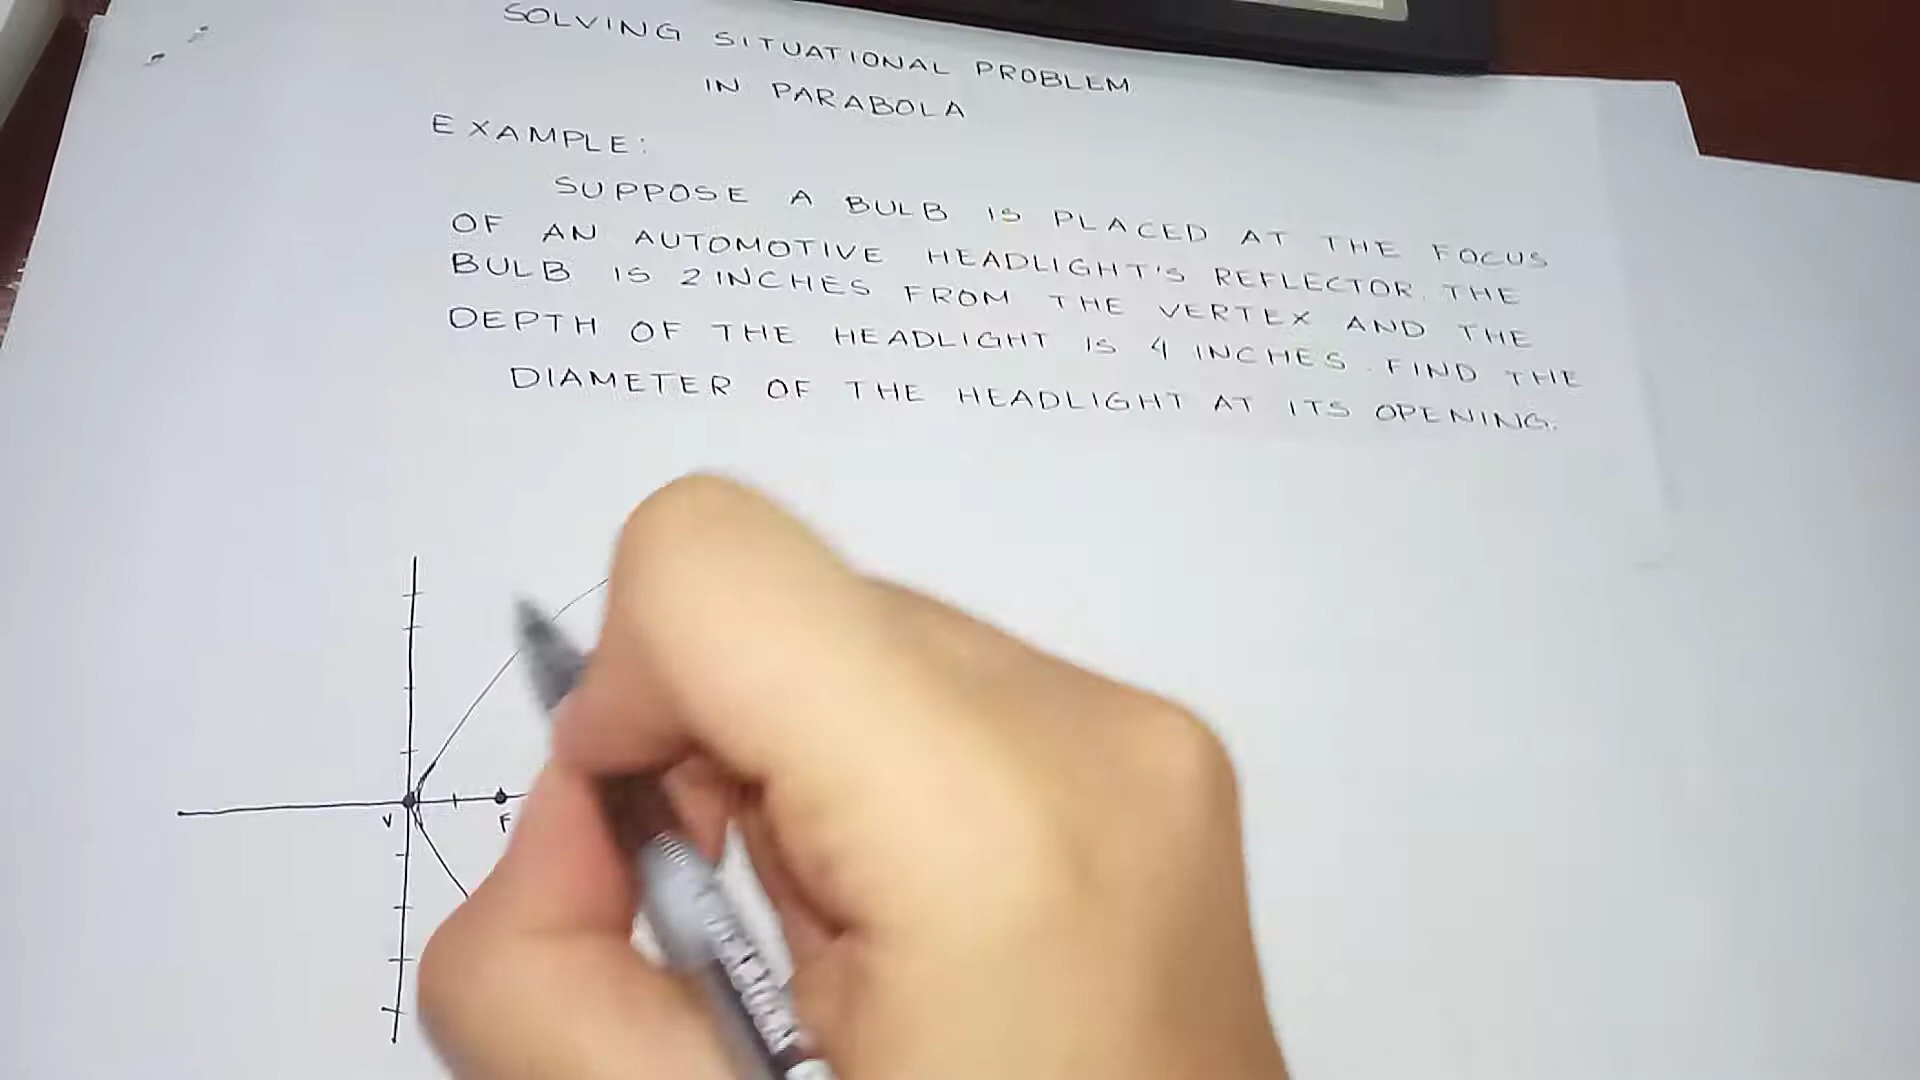 SOLVING SITUATIONAL PROBLEM
IN PARABOLA
EXAMPLE:
SUPPOSE A BULB IS PLACED AT THE FOCUS
OF AN AUTOMOTIVE HEADLIGHT'S REFLECTOR. THE
BULB IS 2 INCHES FROM THE VERTEX AND THE
DEPTH OF THE HEADLIGHT IS 4 INCHES. FIND THE
DIAMETER OF THE HEADLIGHT AT ITS OPENING.
V F